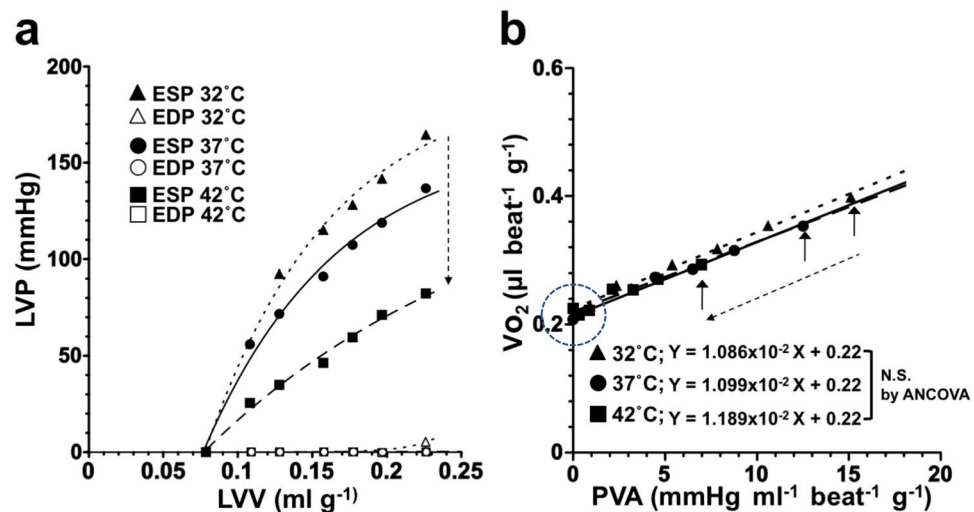 a
200
150
100
50
0
LVP (mmHg)
▲ ESP 32˚C
△ EDP 32˚C
● ESP 37˚C
○ EDP 37˚C
■ ESP 42˚C
□ EDP 42˚C
0 0.05 0.10 0.15 0.20 0.25
LVV (ml g⁻¹)
b
0.6
0.4
0.2
Vo₂ (µl beat⁻¹ g⁻¹)
▲ 32˚C; Y = 1.086x10⁻² X + 0.22
● 37˚C; Y = 1.099x10⁻² X + 0.22
■ 42˚C; Y = 1.189x10⁻² X + 0.22
N.S.
by ANCOVA
0 5 10 15 20
PVA (mmHg ml⁻¹ beat⁻¹ g⁻¹)